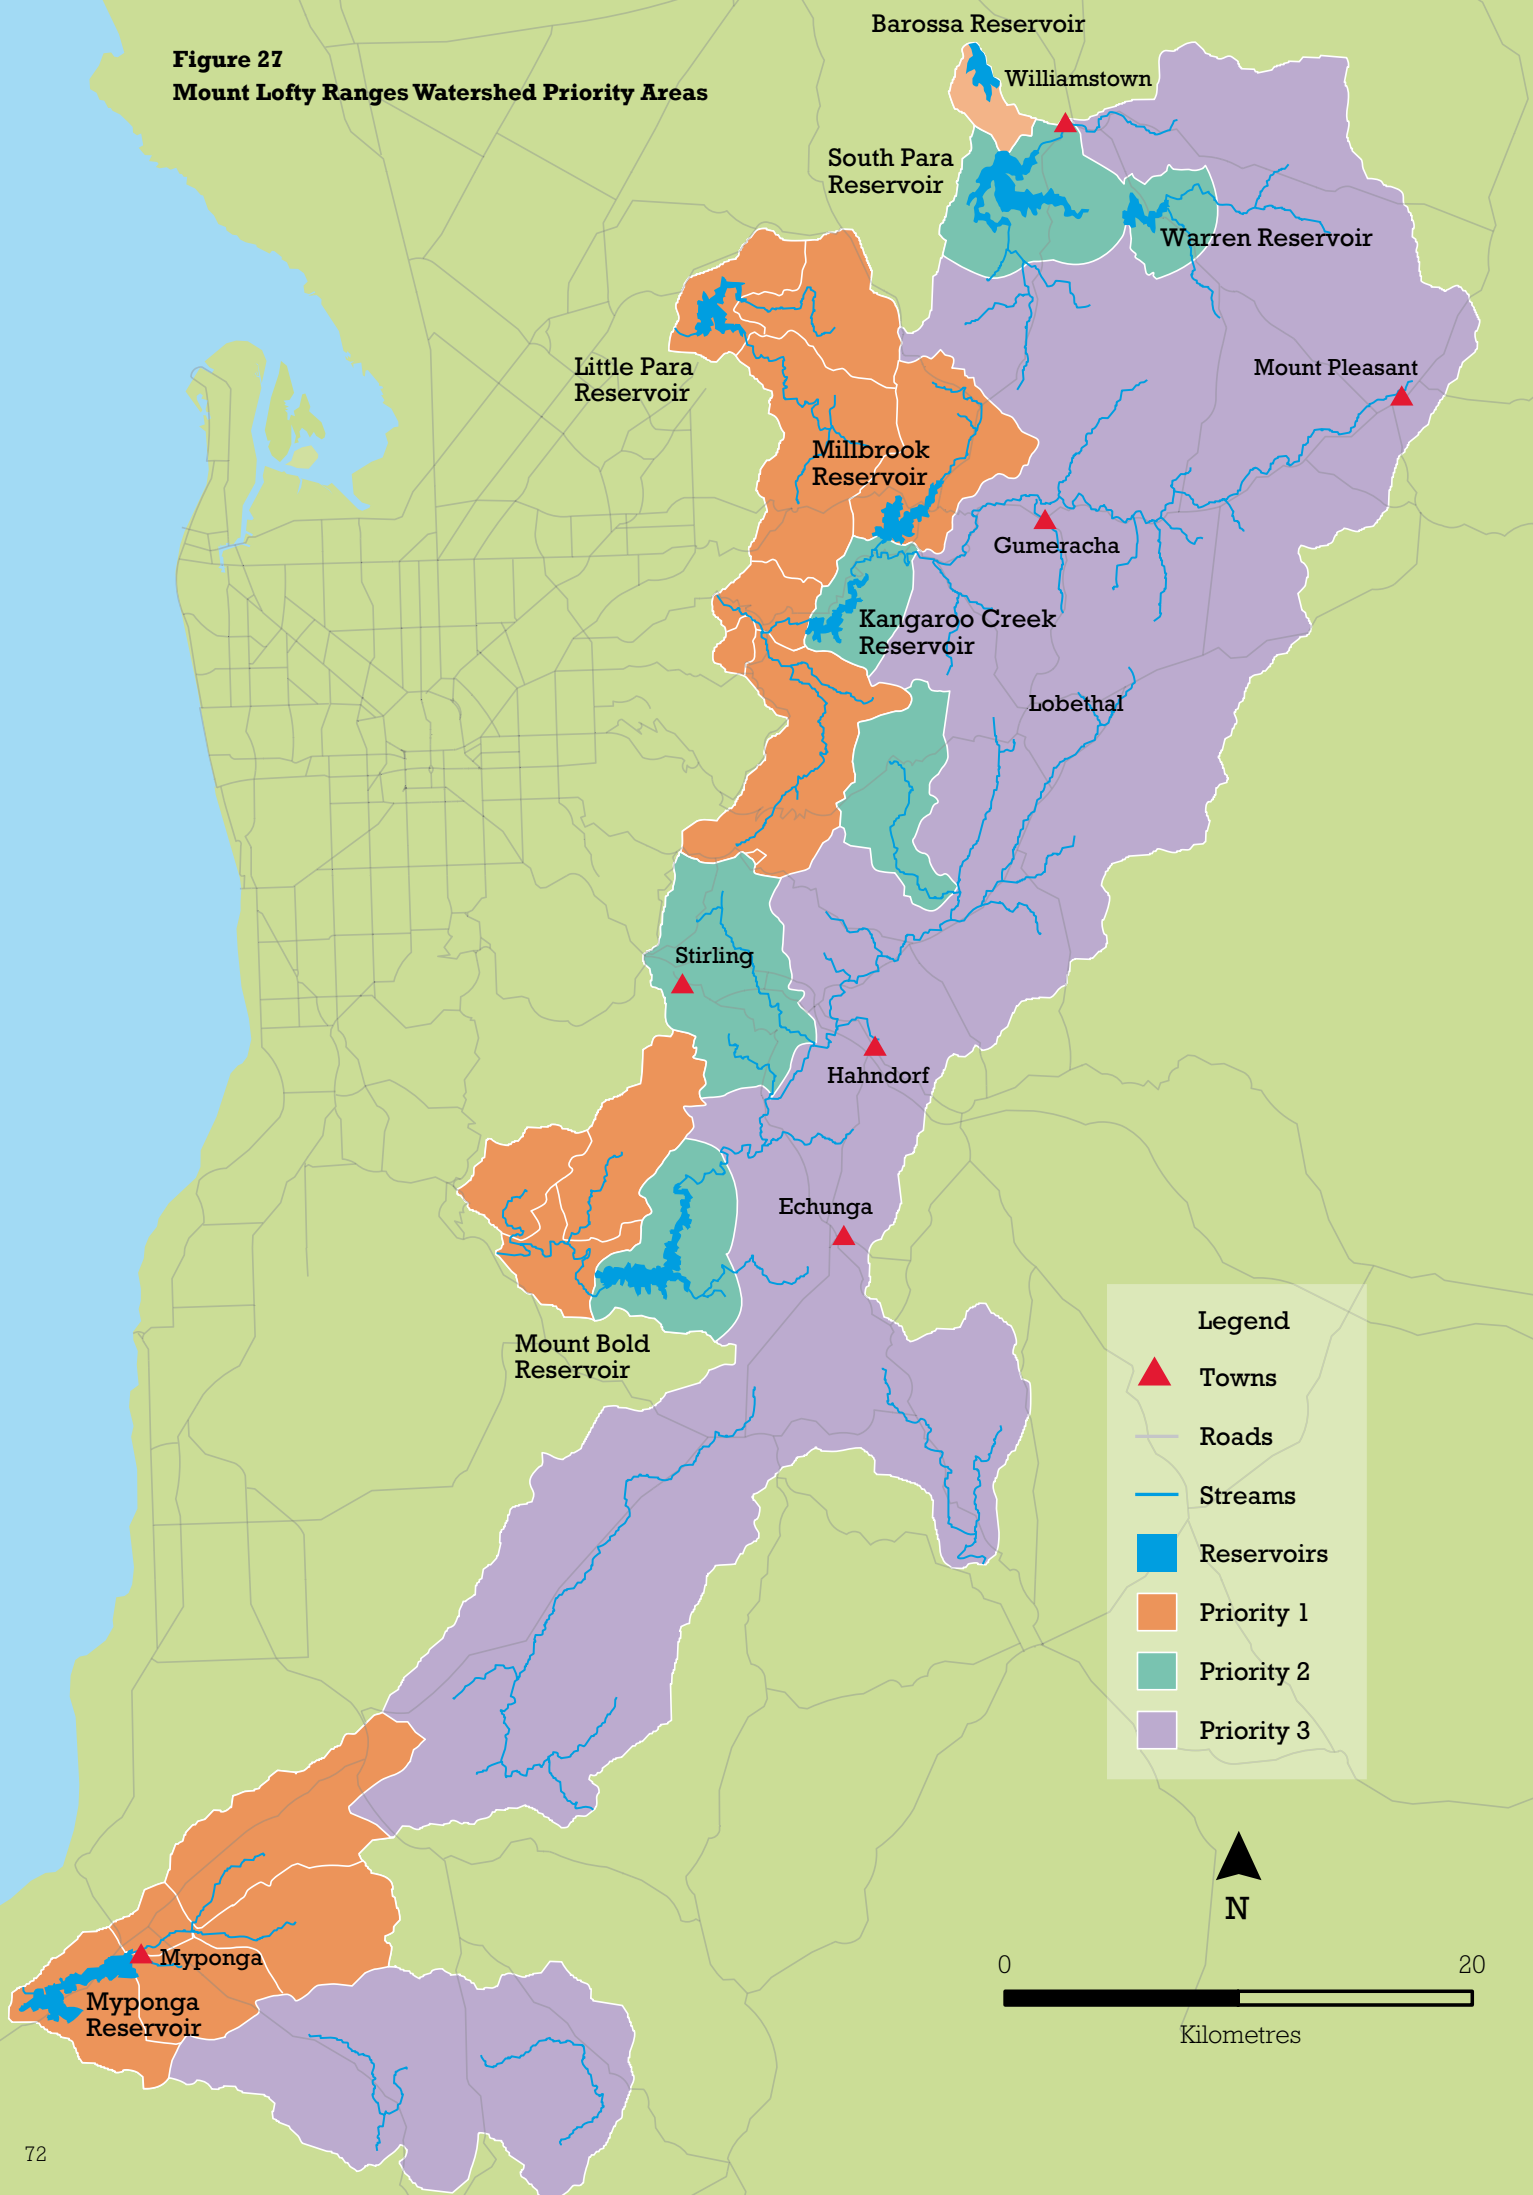 Figure 27
Mount Lofty Ranges Watershed Priority Areas
Barossa Reservoir
Williamstown
South Para
Reservoir
Warren Reservoir
Little Para
Reservoir
Mount Pleasant
Millbrook
Reservoir
Gumeracha
Kangaroo Creek
Reservoir
Lobethal
Stirling
Hahndorf
Echunga
Mount Bold
Reservoir
Legend
Towns
Roads
Streams
Reservoirs
Priority 1
Priority 2
Priority 3
N
0 20
Kilometres
Myponga
Myponga
Reservoir
72